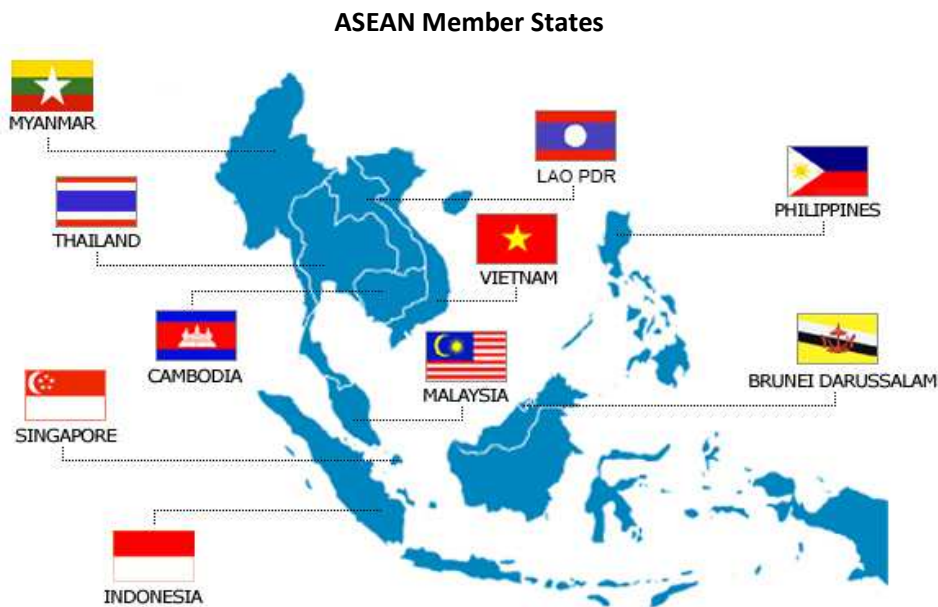 ASEAN Member States
MYANMAR
LAO PDR
THAILAND
PHILIPPINES
VIETNAM
CAMBODIA
MALAYSIA
BRUNEI DARUSSALAM
SINGAPORE
INDONESIA